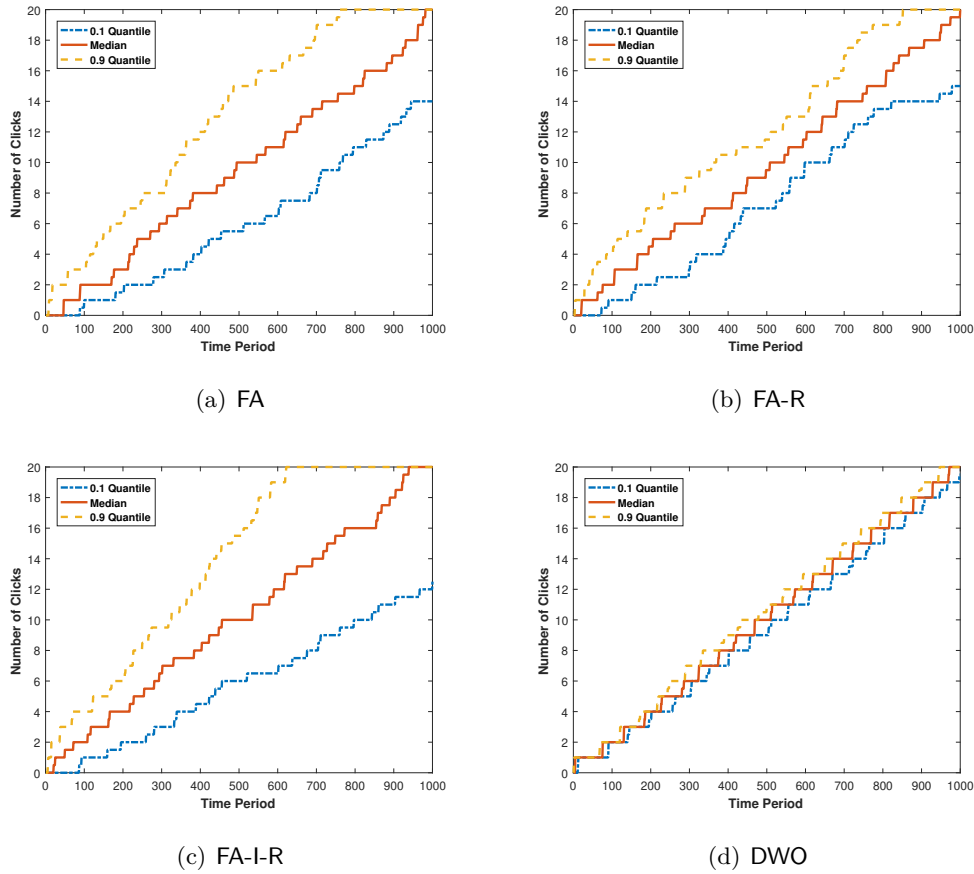 20
18
16
14
12
10
8
6
4
2
0
Number of Clicks
0.1 Quantile
Median
0.9 Quantile
0 100 200 300 400 500 600 700 800 900 1000
Time Period
(a) FA
20
18
16
14
12
10
8
6
4
2
0
Number of Clicks
0.1 Quantile
Median
0.9 Quantile
0 100 200 300 400 500 600 700 800 900 1000
Time Period
(b) FA-R
20
18
16
14
12
10
8
6
4
2
0
Number of Clicks
0.1 Quantile
Median
0.9 Quantile
0 100 200 300 400 500 600 700 800 900 1000
Time Period
(c) FA-I-R
20
18
16
14
12
10
8
6
4
2
0
Number of Clicks
0.1 Quantile
Median
0.9 Quantile
0 100 200 300 400 500 600 700 800 900 1000
Time Period
(d) DWO